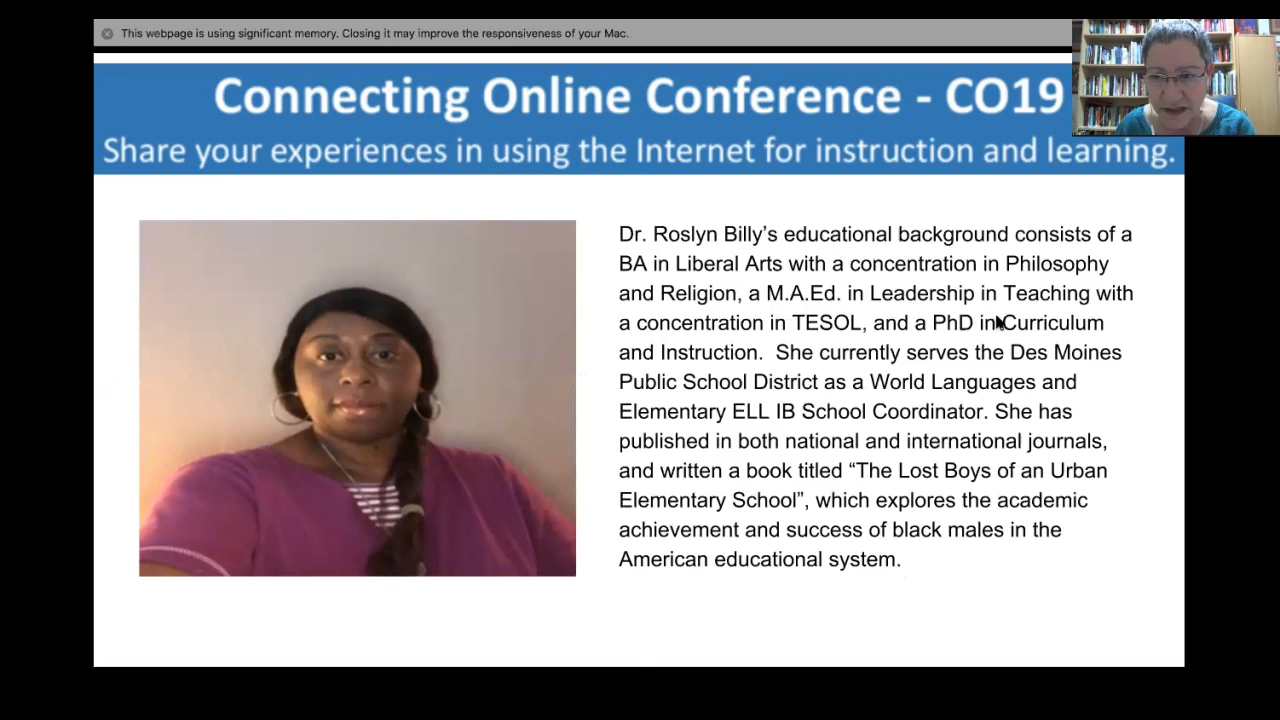 This webpage is using significant memory. Closing it may improve the responsiveness of your Mac.
Connecting Online Conference - CO19
Share your experiences in using the Internet for instruction and learning.
Dr. Roslyn Billy’s educational background consists of a
BA in Liberal Arts with a concentration in Philosophy
and Religion, a M.A.Ed. in Leadership in Teaching with
a concentration in TESOL, and a PhD in Curriculum
and Instruction.  She currently serves the Des Moines
Public School District as a World Languages and
Elementary ELL IB School Coordinator. She has
published in both national and international journals,
and written a book titled “The Lost Boys of an Urban
Elementary School”, which explores the academic
achievement and success of black males in the
American educational system.